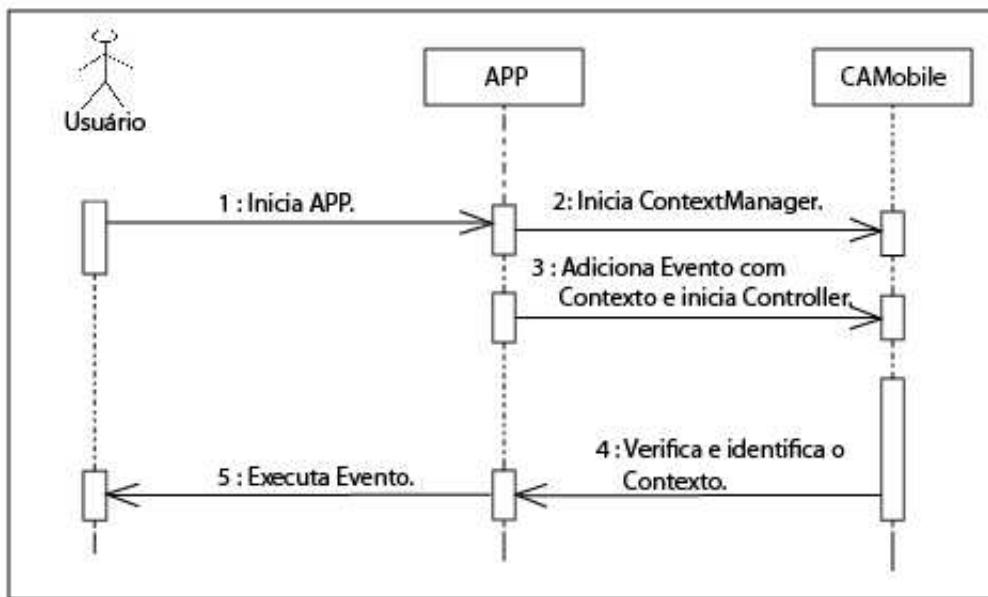 Usuário
APP
CAMobile
1 : Inicia APP.
2: Inicia ContextManager.
3 : Adiciona Evento com
Contexto e inicia Controller.
4 : Verifica e identifica o
Contexto.
5 : Executa Evento.